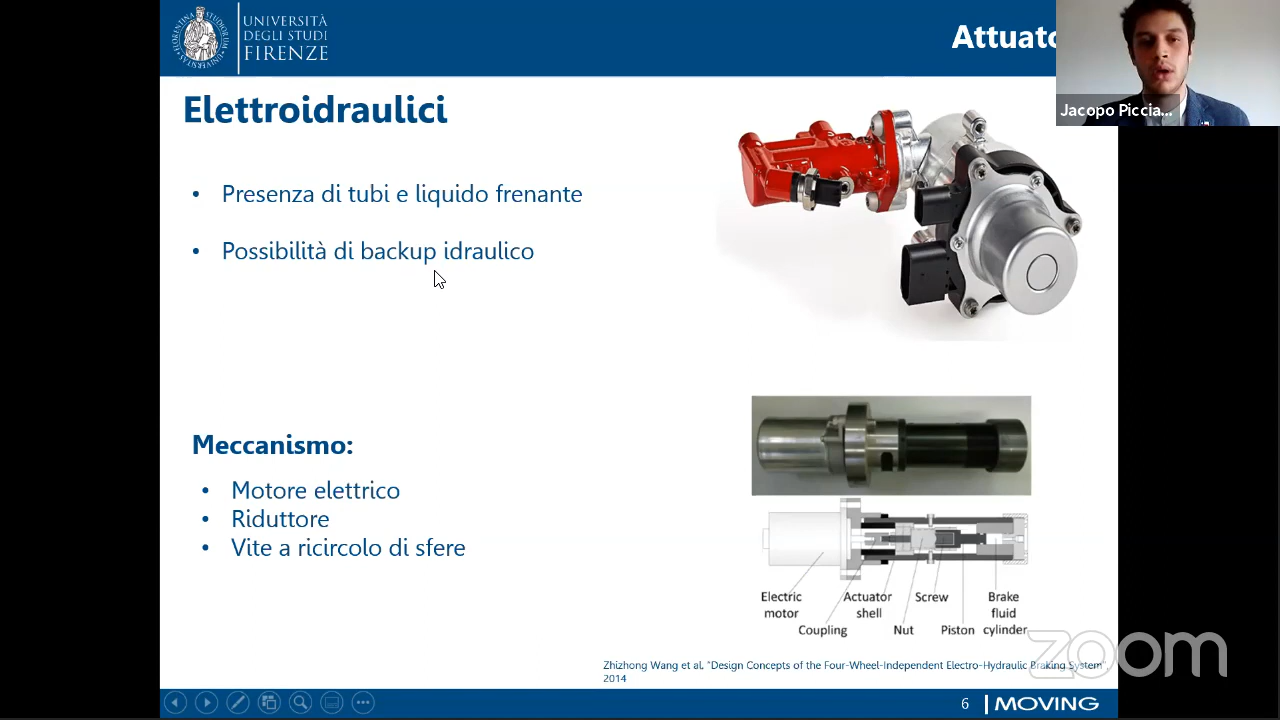 UNIVERSITÀ
DEGLI STUDI
FIRENZE
Jacopo Piccia...
Elettroidraulici
• Presenza di tubi e liquido frenante
• Possibilità di backup idraulico
Meccanismo:
• Motore elettrico
• Riduttore
• Vite a ricircolo di sfere
Electric motor
Actuator shell
Screw
Brake fluid cylinder
Coupling
Nut
Piston
zoom
Zhizhong Wang et al. "Design Concepts of the Four-Wheel-Independent Electro-Hydraulic Braking System",
2014
6
MOVING